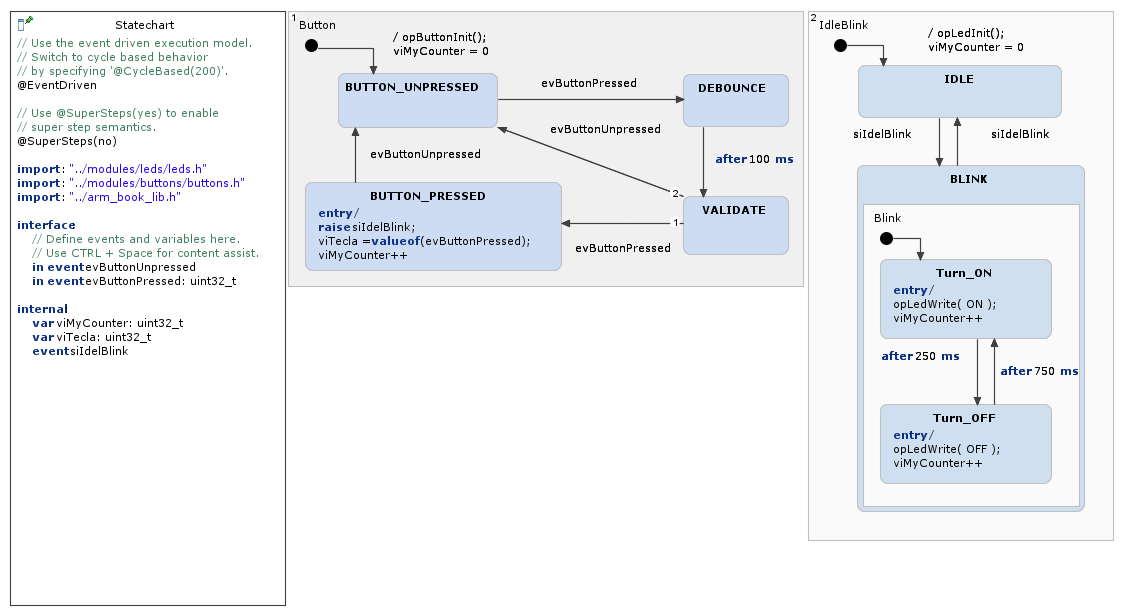 Statechart
// Use the event driven execution model.
// Switch to cycle based behavior
// by specifying '@CycleBased(200)'.
@EventDriven
// Use @SuperSteps(yes) to enable
// super step semantics.
@SuperSteps(no)
import: "../modules/leds/leds.h"
import: "../modules/buttons/buttons.h"
import: "../arm_book_lib.h"
interface:
// Define events and variables here.
// Use CTRL + Space for content assist.
in event evButtonUnpressed
in event evButtonPressed: uint32_t
internal
var viMyCounter: uint32_t
var viTecla: uint32_t
event siIdelBlink
1
Button
/ opButtonInit();
viMyCounter = 0
BUTTON_UNPRESSED
evButtonPressed
DEBOUNCE
evButtonUnpressed
evButtonUnpressed
after 100 ms
BUTTON_PRESSED
entry /
raise siIdelBlink;
viTecla = valueof(evButtonPressed);
viMyCounter++
2
1
VALIDATE
evButtonPressed
2
IdleBlink
/ opLedInit();
viMyCounter = 0
IDLE
siIdelBlink
siIdelBlink
BLINK
Blink
Turn_ON
entry /
opLedWrite( ON );
viMyCounter++
after 250 ms
after 750 ms
Turn_OFF
entry /
opLedWrite( OFF );
viMyCounter++